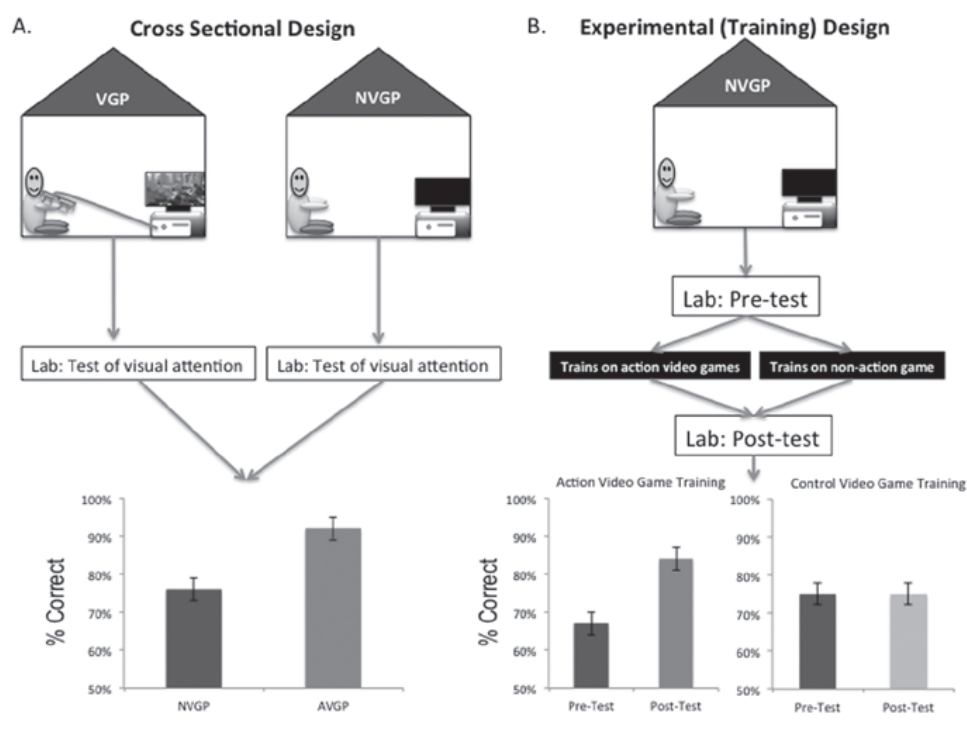 A.
Cross Sectional Design
VGP
NVGP
Lab: Test of visual attention
Lab: Test of visual attention
100%
90%
80%
70%
60%
50%
% Correct
NVGP
AVGP
B.
Experimental (Training) Design
NVGP
Lab: Pre-test
Trains on action video games
Trains on non-action game
Lab: Post-test
Action Video Game Training
100%
90%
80%
70%
60%
50%
% Correct
Pre-Test
Post-Test
Control Video Game Training
100%
90%
80%
70%
60%
50%
Pre-Test
Post-Test